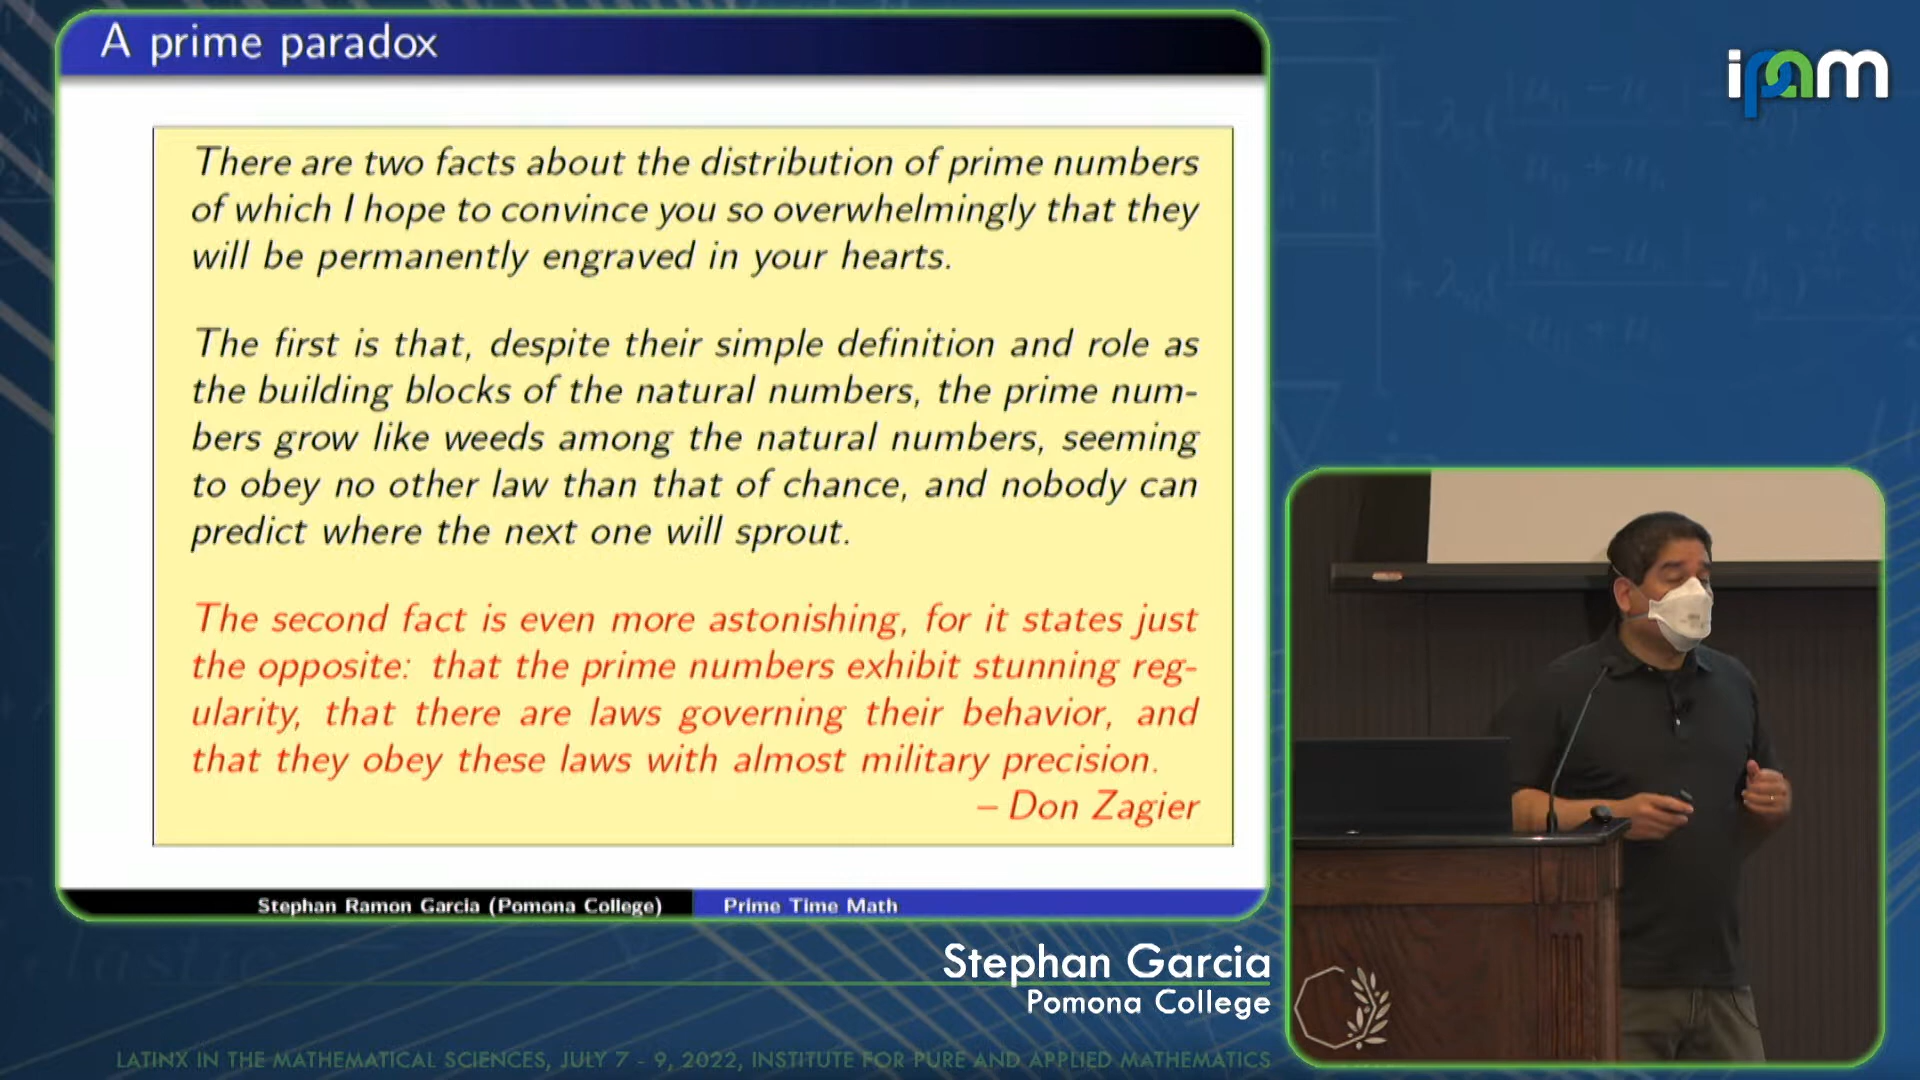 A prime paradox
ipam
There are two facts about the distribution of prime numbers
of which I hope to convince you so overwhelmingly that they
will be permanently engraved in your hearts.
The first is that, despite their simple definition and role as
the building blocks of the natural numbers, the prime num-
bers grow like weeds among the natural numbers, seeming
to obey no other law than that of chance, and nobody can
predict where the next one will sprout.
The second fact is even more astonishing, for it states just
the opposite: that the prime numbers exhibit stunning reg-
ularity, that there are laws governing their behavior, and
that they obey these laws with almost military precision.
– Don Zagier
Stephan Ramon Garcia (Pomona College)
Prime Time Math
Stephan Garcia
Pomona College
LATINX IN THE MATHEMATICAL SCIENCES, JULY 7 - 9, 2022, INSTITUTE FOR PURE AND APPLIED MATHEMATICS